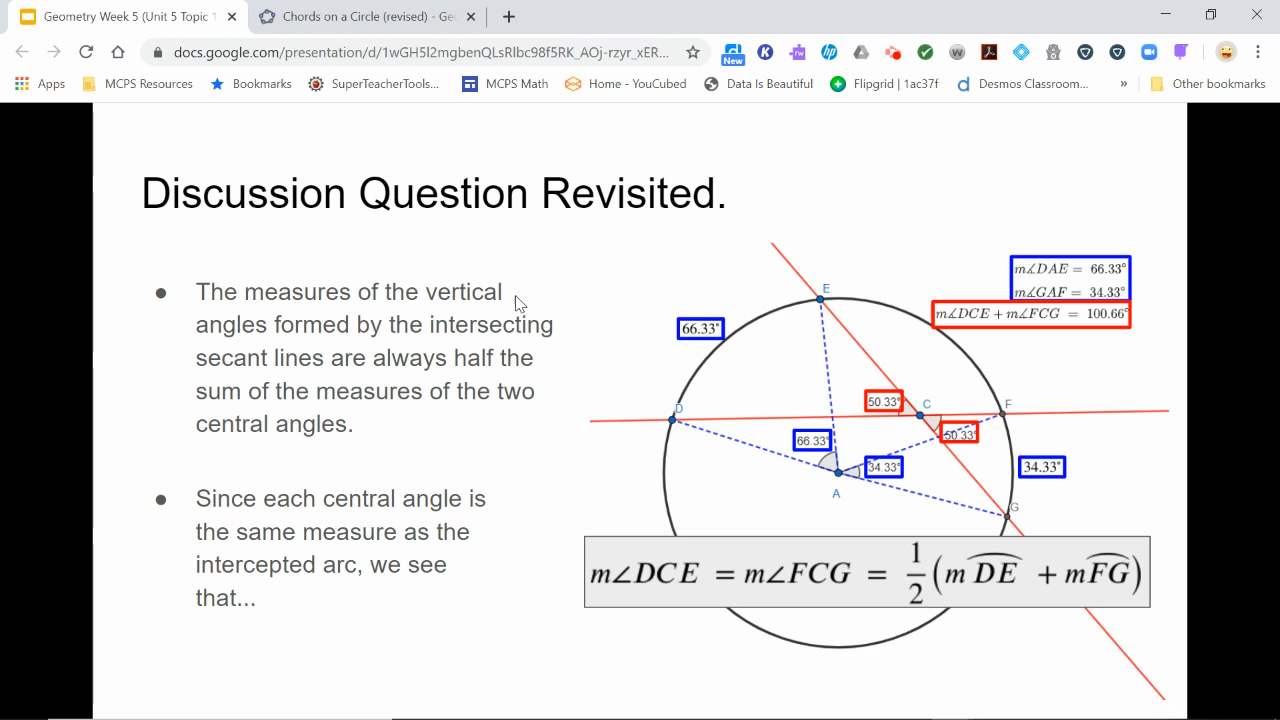 Geometry Week 5 (Unit 5 Topic 1
Chords on a Circle (revised) - Geo
docs.google.com/presentation/d/1wGH5l2mgbenQLsRlbc98f5RK_AOj-rzyr_xER...
New
Apps
MCPS Resources
Bookmarks
SuperTeacherTools...
MCPS Math
Home - YouCubed
Data Is Beautiful
Flipgrid | 1ac37f
Desmos Classroom...
»
Other bookmarks
Discussion Question Revisited.
● The measures of the vertical
angles formed by the intersecting
secant lines are always half the
sum of the measures of the two
central angles.
● Since each central angle is
the same measure as the
intercepted arc, we see
that...
m∠DAE = 66.33°
m∠GAF = 34.33°
m∠DCE + m∠FCG = 100.66°
E
66.33°
D
50.33°
C
F
50.33°
66.33°
34.33°
34.33°
A
G
m∠DCE = m∠FCG = 1/2 (m DE + m FG)